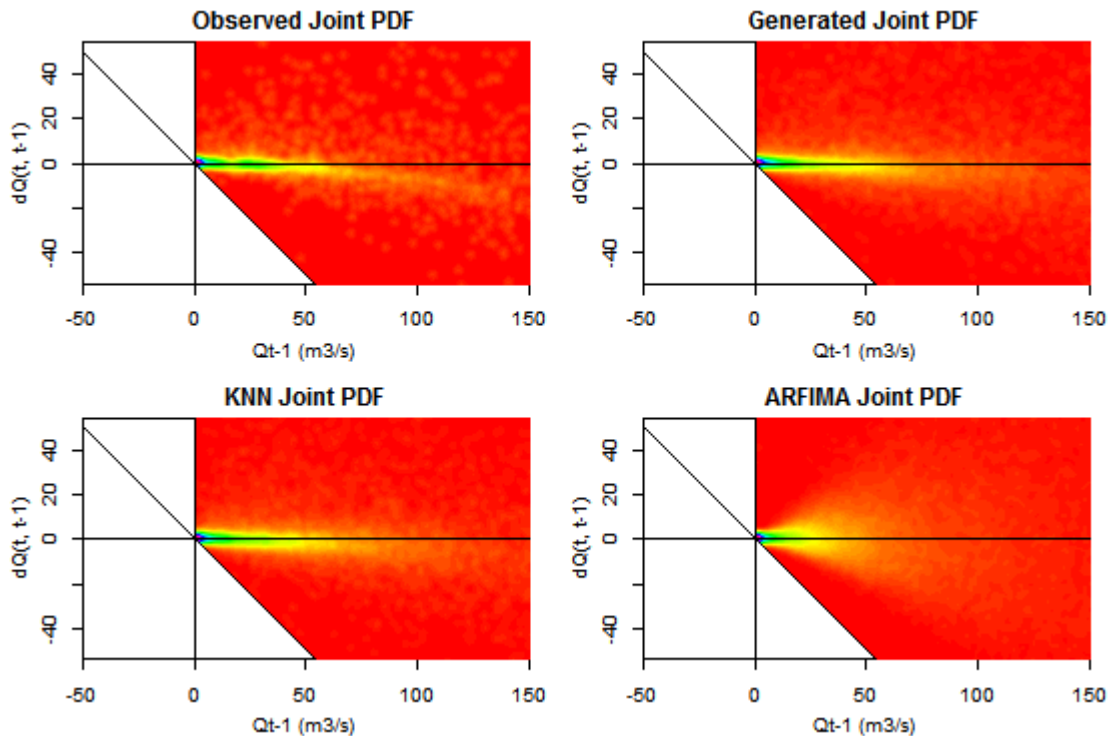 Observed Joint PDF
40
20
0
-40
dQ(t, t-1)
-50 0 50 100 150
Qt-1 (m3/s)
Generated Joint PDF
40
20
0
-40
dQ(t, t-1)
-50 0 50 100 150
Qt-1 (m3/s)
KNN Joint PDF
40
20
0
-40
dQ(t, t-1)
-50 0 50 100 150
Qt-1 (m3/s)
ARFIMA Joint PDF
40
20
0
-40
dQ(t, t-1)
-50 0 50 100 150
Qt-1 (m3/s)